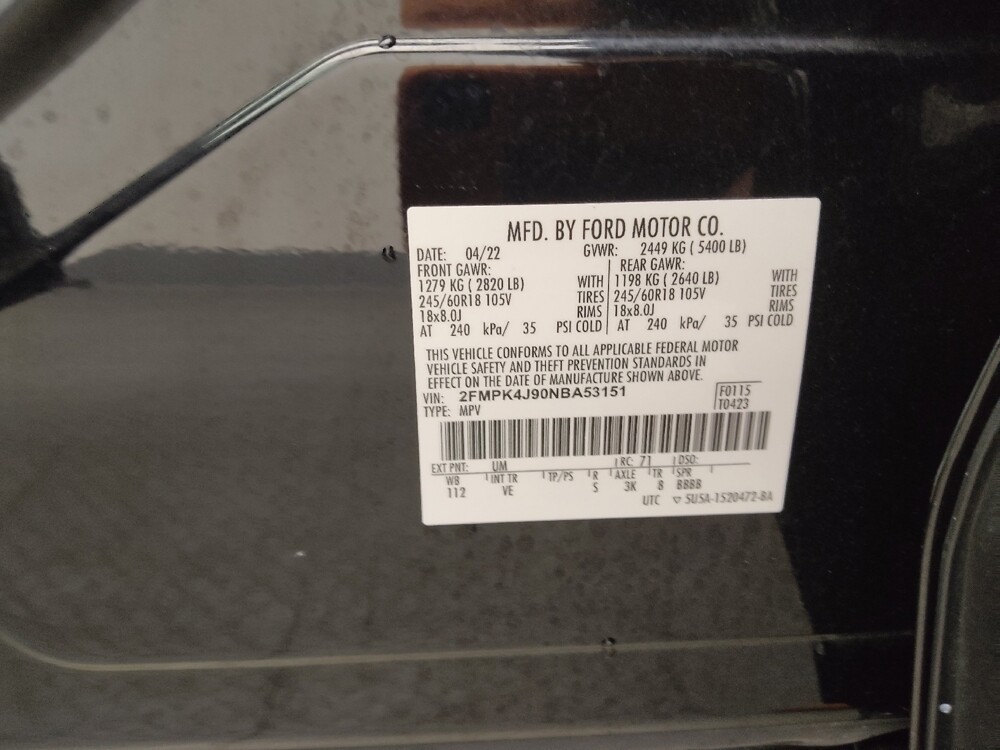 MFD. BY FORD MOTOR CO.
DATE: 04/22 GVWR: 2449 KG ( 5400 LB)
FRONT GAWR: REAR GAWR:
1279 KG ( 2820 LB) WITH 1198 KG ( 2640 LB) WITH
245/60R18 105V TIRES 245/60R18 105V TIRES
18x8.0J RIMS 18x8.0J RIMS
AT 240 kPa/ 35 PSI COLD AT 240 kPa/ 35 PSI COLD
THIS VEHICLE CONFORMS TO ALL APPLICABLE FEDERAL MOTOR
VEHICLE SAFETY AND THEFT PREVENTION STANDARDS IN
EFFECT ON THE DATE OF MANUFACTURE SHOWN ABOVE.
VIN: 2FMPK4J90NBA53151 F0115
TYPE: MPV T0423
EXT PNT: UM RC: 71 DSO:
WB INT TR TP/PS R AXLE TR SPR
112 VE S 3K 8 BBBB
UTC ▽ 5U5A-1520472-BA